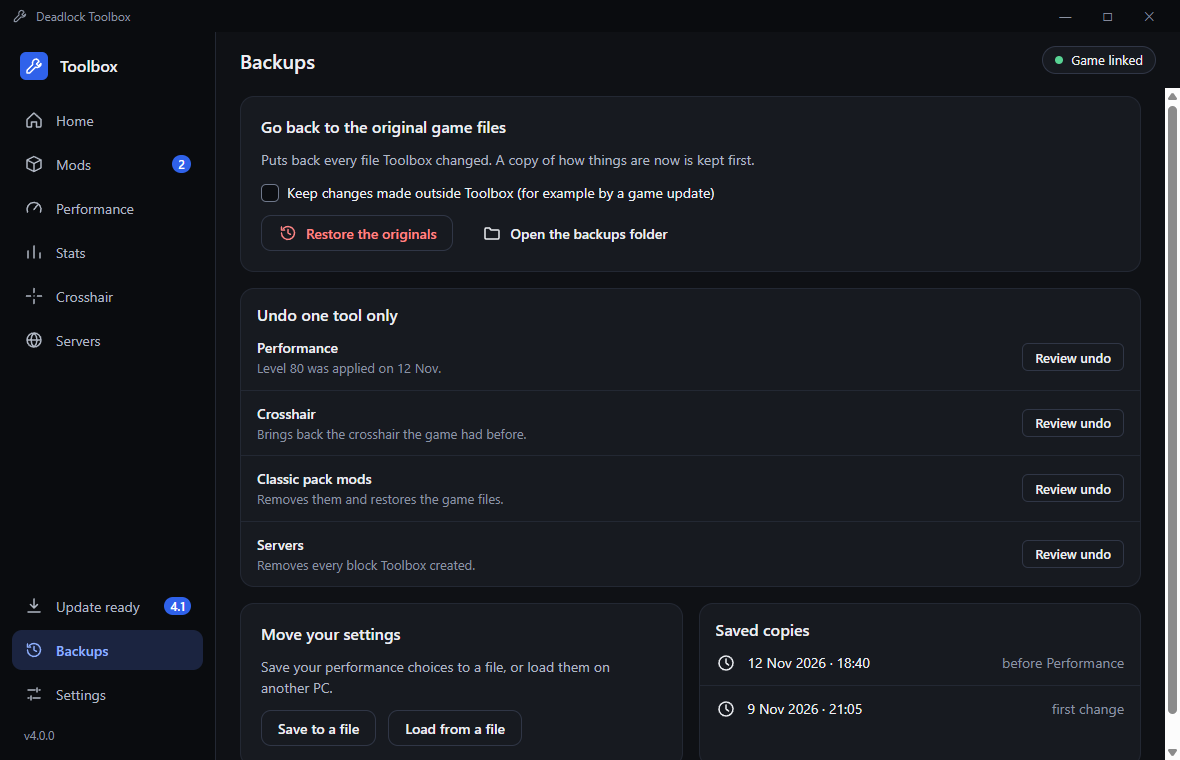 Deadlock Toolbox
Toolbox
Home
Mods
2
Performance
Stats
Crosshair
Servers
Update ready
4.1
Backups
Settings
v4.0.0
Backups
Game linked
Go back to the original game files
Puts back every file Toolbox changed. A copy of how things are now is kept first.
Keep changes made outside Toolbox (for example by a game update)
Restore the originals
Open the backups folder
Undo one tool only
Performance
Level 80 was applied on 12 Nov.
Review undo
Crosshair
Brings back the crosshair the game had before.
Review undo
Classic pack mods
Removes them and restores the game files.
Review undo
Servers
Removes every block Toolbox created.
Review undo
Move your settings
Save your performance choices to a file, or load them on
another PC.
Save to a file
Load from a file
Saved copies
12 Nov 2026 · 18:40
before Performance
9 Nov 2026 · 21:05
first change